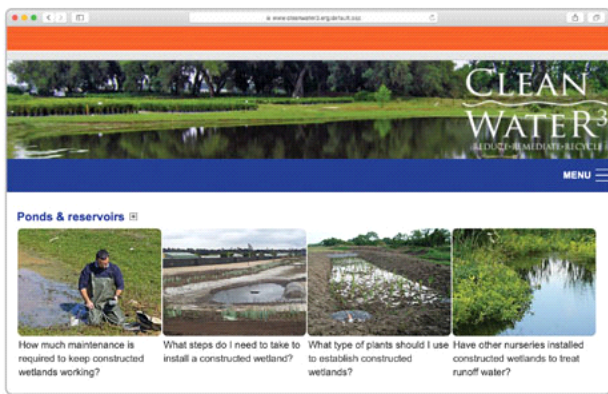 www.cleanwater3.org/default.asp
CLEAN
WATER³
REDUCE•REMEDIATE•RECYCLE
MENU
Ponds & reservoirs
How much maintenance is
required to keep constructed
wetlands working?
What steps do I need to take to
install a constructed wetland?
What type of plants should I use
to establish constructed
wetlands?
Have other nurseries installed
constructed wetlands to treat
runoff water?